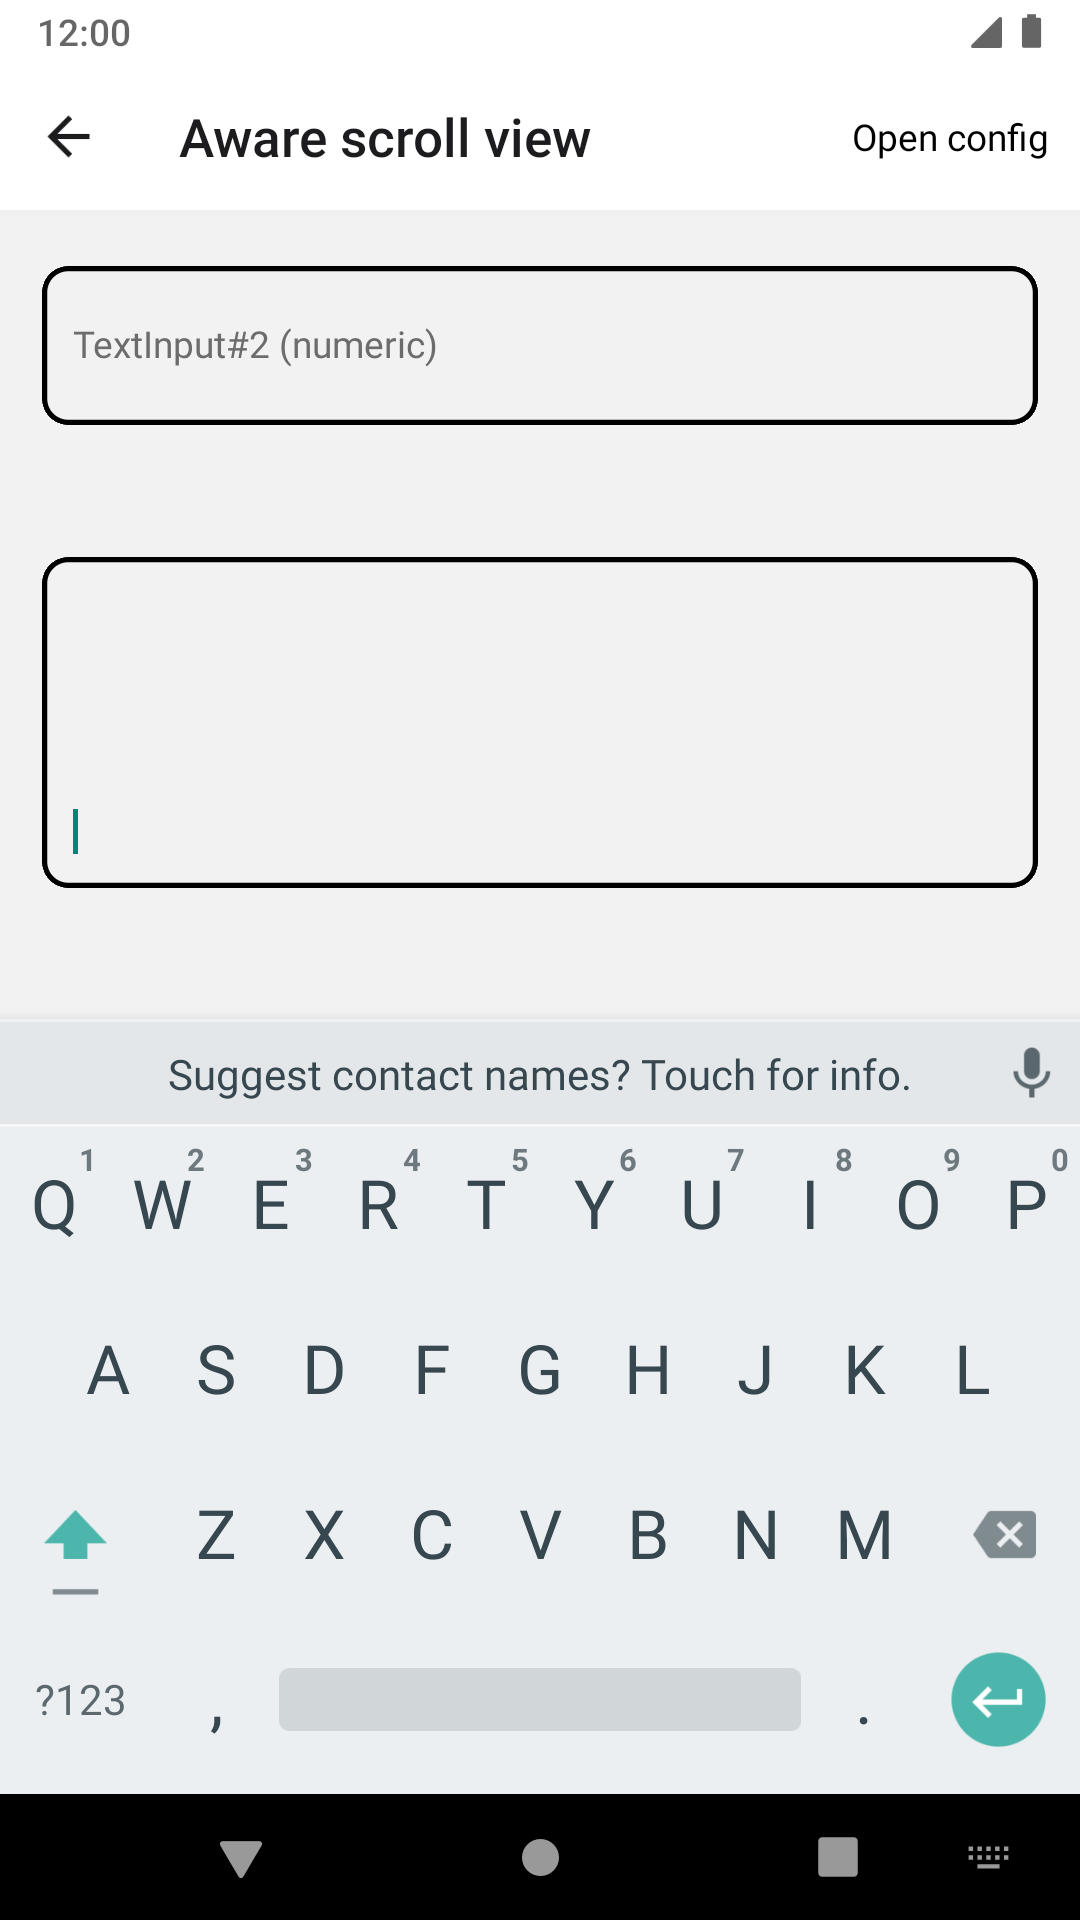 12:00
Aware scroll view
Open config
TextInput#2 (numeric)
Suggest contact names? Touch for info.
1 2 3 4 5 6 7 8 9 0
Q W E R T Y U I O P
A S D F G H J K L
Z X C V B N M
?123 , .